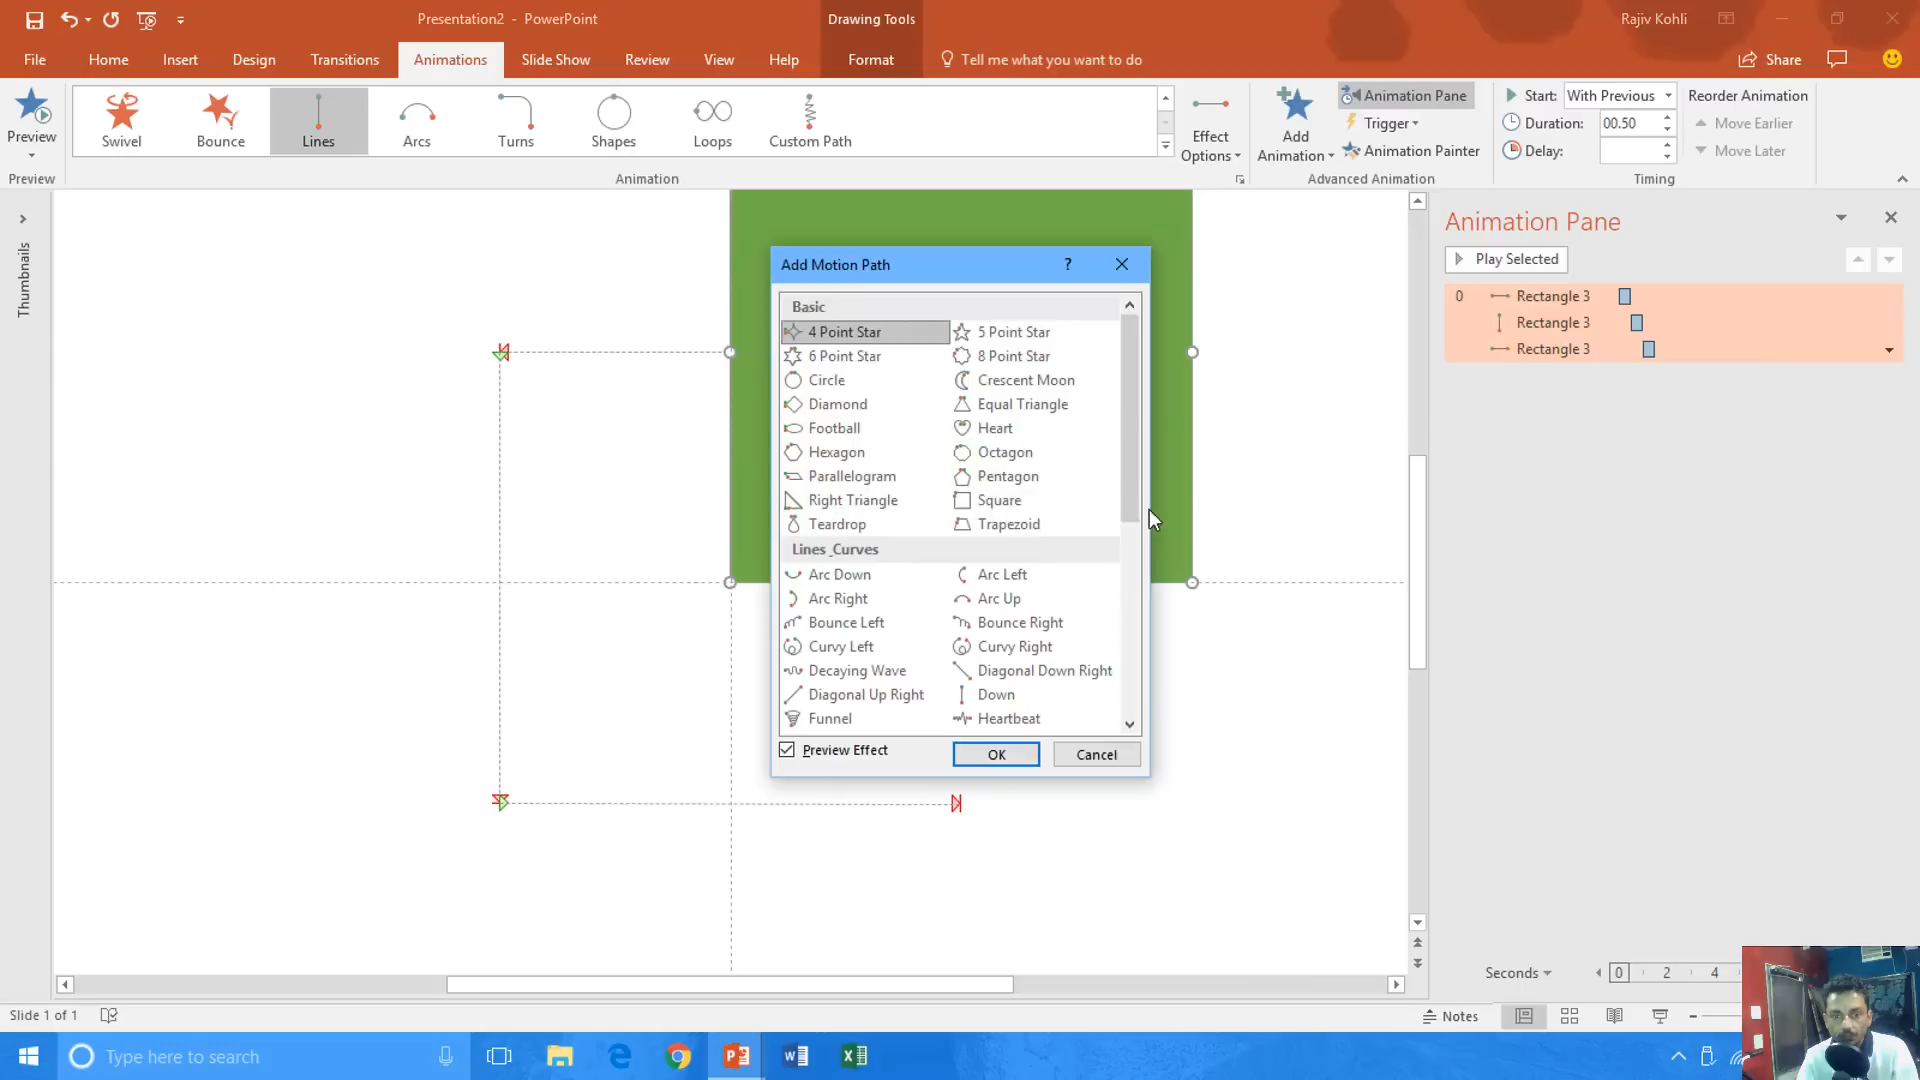 Presentation2 - PowerPoint
Drawing Tools
Rajiv Kohli
File
Home
Insert
Design
Transitions
Animations
Slide Show
Review
View
Help
Format
Tell me what you want to do
Share
Preview
Swivel
Bounce
Lines
Arcs
Turns
Shapes
Loops
Custom Path
Effect Options
Add Animation
Animation Pane
Trigger
Animation Painter
Start: With Previous
Duration: 00.50
Delay:
Reorder Animation
Move Earlier
Move Later
Preview
Animation
Advanced Animation
Timing
Thumbnails
Add Motion Path
?
Basic
4 Point Star
5 Point Star
6 Point Star
8 Point Star
Circle
Crescent Moon
Diamond
Equal Triangle
Football
Heart
Hexagon
Octagon
Parallelogram
Pentagon
Right Triangle
Square
Teardrop
Trapezoid
Lines_Curves
Arc Down
Arc Left
Arc Right
Arc Up
Bounce Left
Bounce Right
Curvy Left
Curvy Right
Decaying Wave
Diagonal Down Right
Diagonal Up Right
Down
Funnel
Heartbeat
Preview Effect
OK
Cancel
Animation Pane
Play Selected
0 Rectangle 3
Rectangle 3
Rectangle 3
Seconds
0 2 4
Slide 1 of 1
Notes
Type here to search